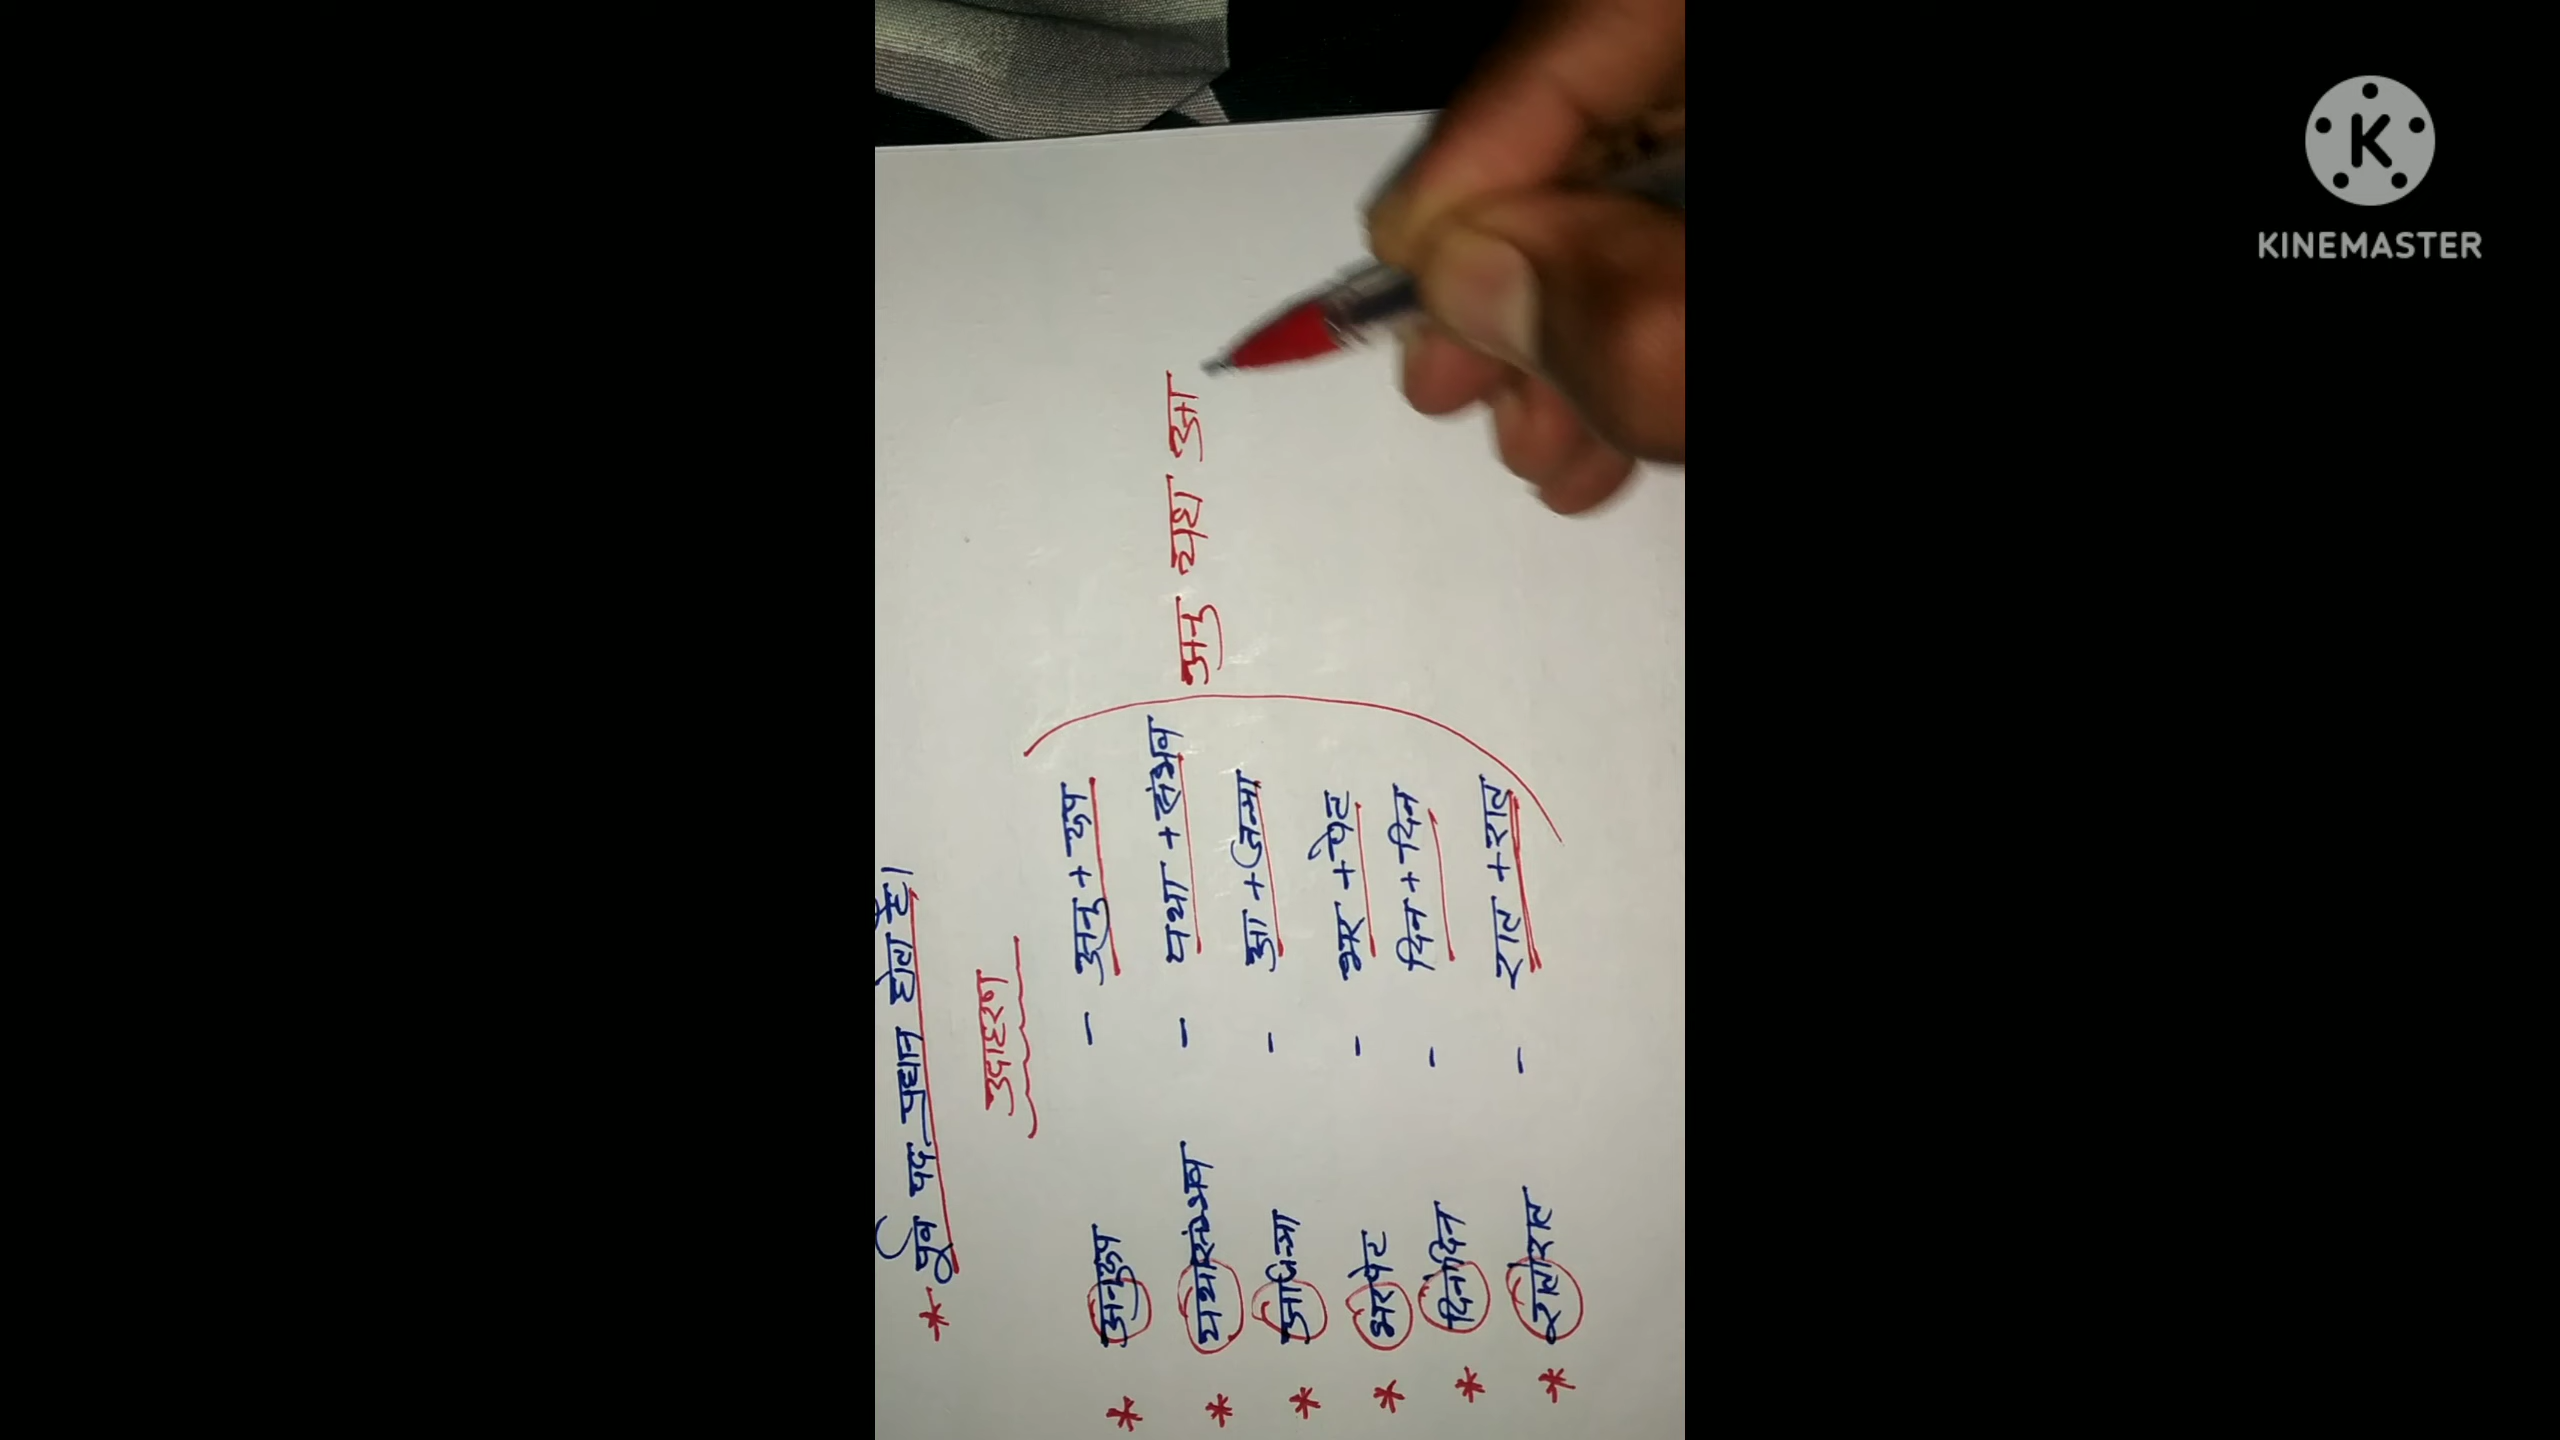 * पूर्व पद प्रधान होता है।
उदाहरण
* अनुरूप - अनु + रूप
* यथासंभव - यथा + संभव
* आजन्मा - आ + जन्मा
* भरपेट - भर + पेट
* दिनोंदिन - दिन + दिन
* रातोरात - रात + रात
अनु यथा आ
KINEMASTER